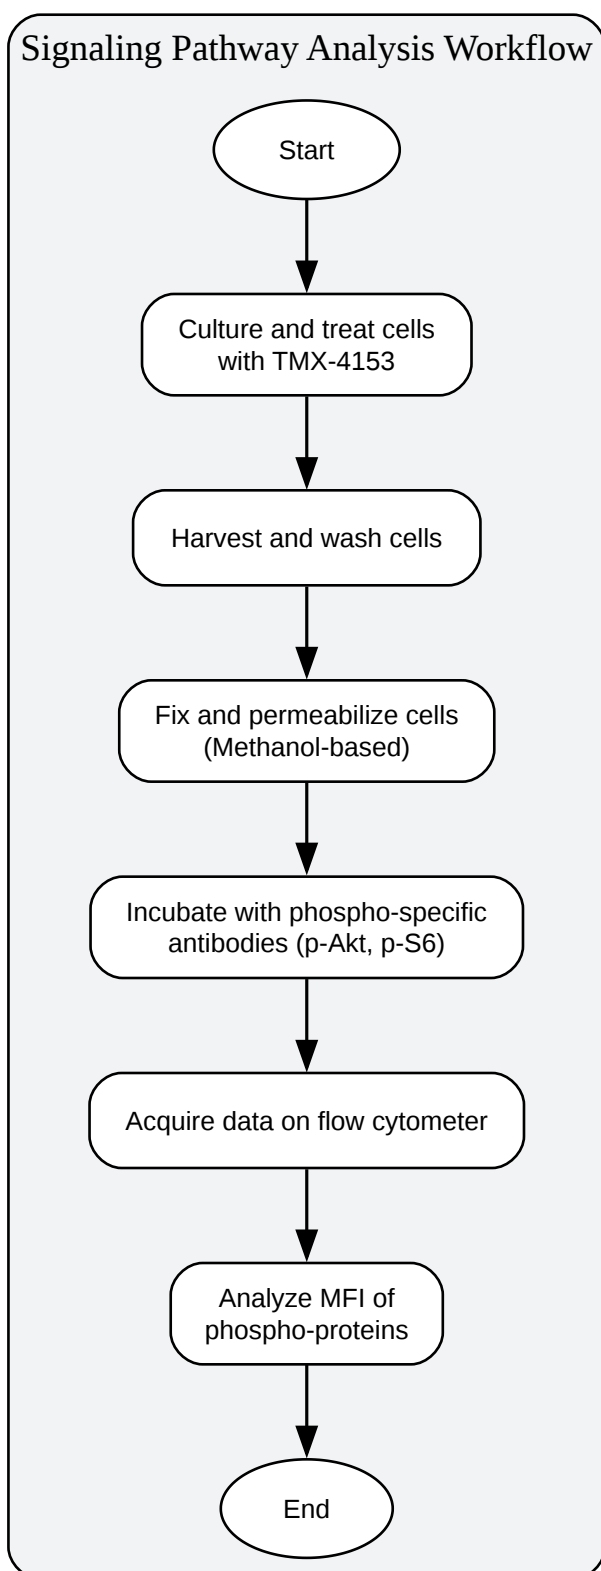 Signaling Pathway Analysis Workflow
Start
Culture and treat cells
with TMX-4153
Harvest and wash cells
Fix and permeabilize cells
(Methanol-based)
Incubate with phospho-specific
antibodies (p-Akt, p-S6)
Acquire data on flow cytometer
Analyze MFI of
phospho-proteins
End